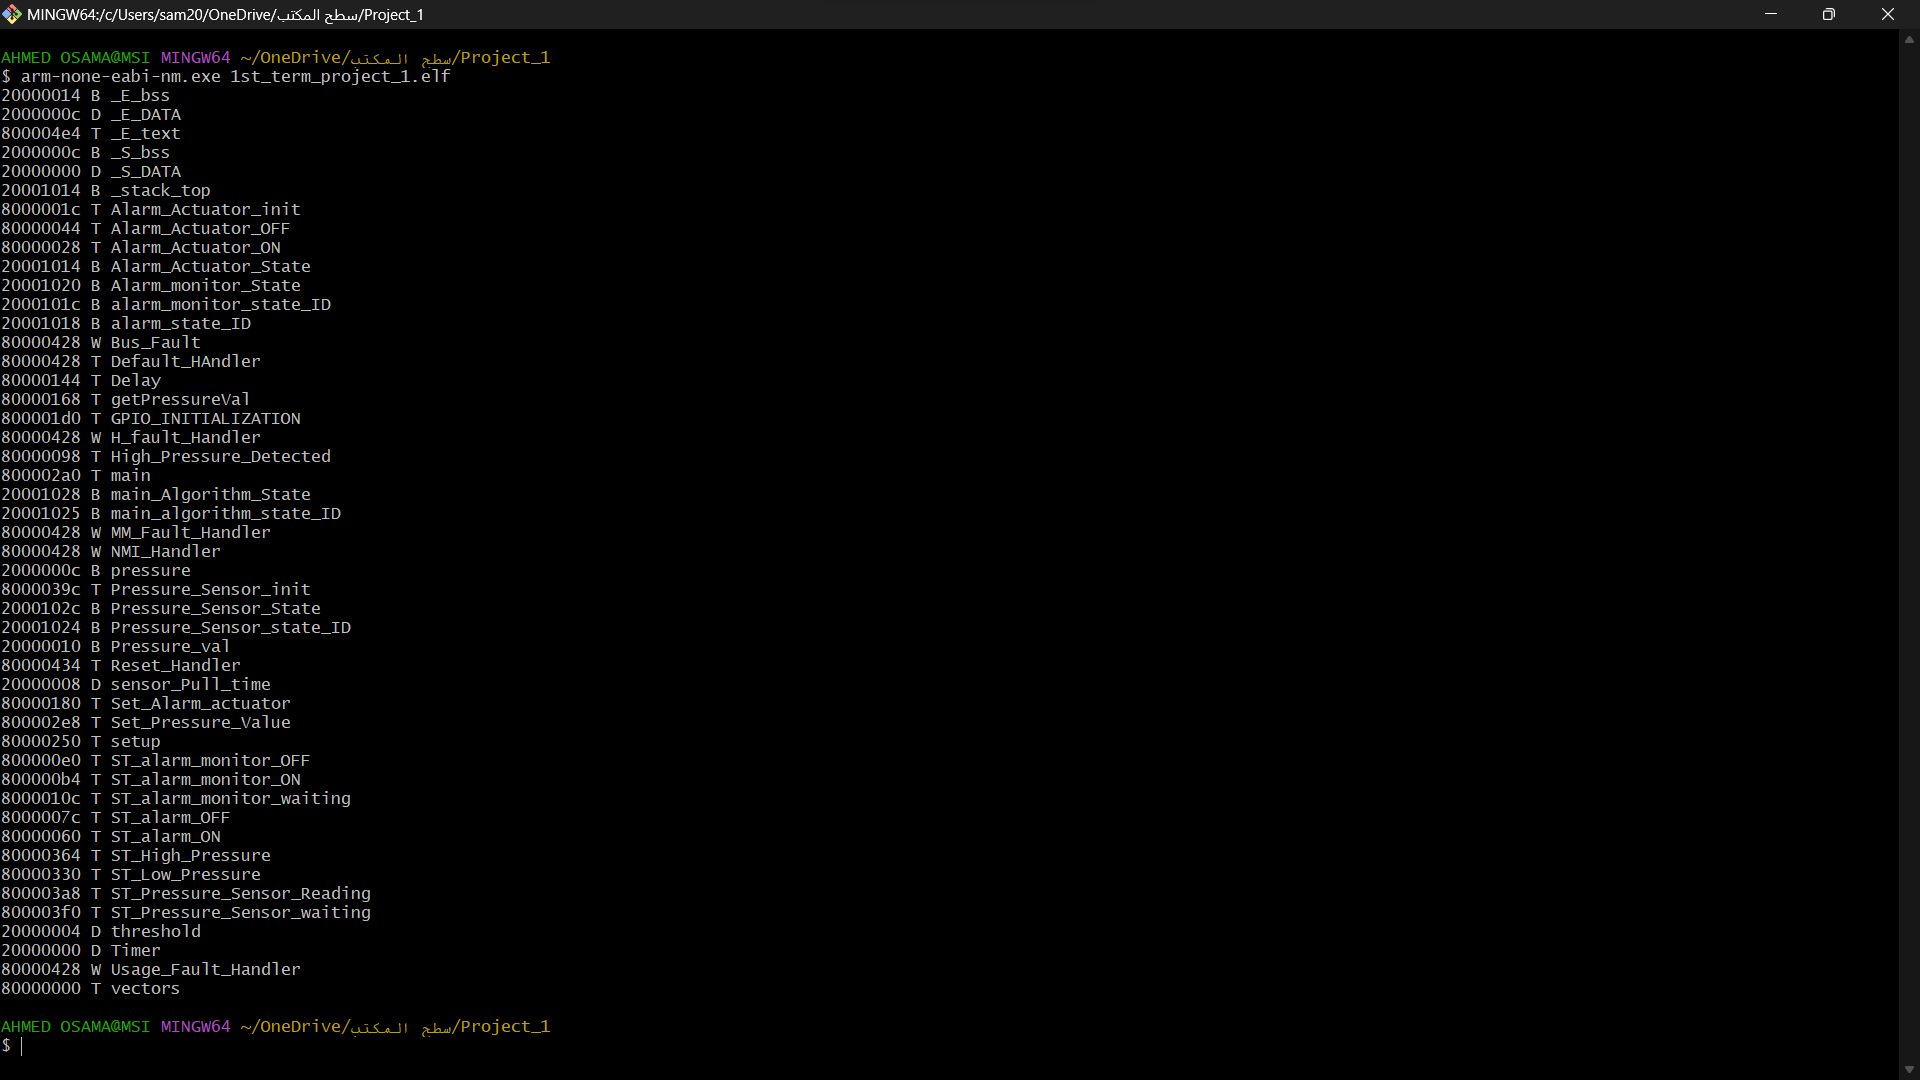 MINGW64:/c/Users/sam20/OneDrive/سطح المكتب/Project_1
AHMED OSAMA@MSI MINGW64 ~/OneDrive/سطح المكتب/Project_1
$ arm-none-eabi-nm.exe 1st_term_project_1.elf
20000014 B _E_bss
2000000c D _E_DATA
800004e4 T _E_text
2000000c B _S_bss
20000000 D _S_DATA
20001014 B _stack_top
8000001c T Alarm_Actuator_init
80000044 T Alarm_Actuator_OFF
80000028 T Alarm_Actuator_ON
20001014 B Alarm_Actuator_State
20001020 B Alarm_monitor_State
2000101c B alarm_monitor_state_ID
20001018 B alarm_state_ID
80000428 W Bus_Fault
80000428 T Default_HAndler
80000144 T Delay
80000168 T getPressureVal
800001d0 T GPIO_INITIALIZATION
80000428 W H_fault_Handler
80000098 T High_Pressure_Detected
800002a0 T main
20001028 B main_Algorithm_State
20001025 B main_algorithm_state_ID
80000428 W MM_Fault_Handler
80000428 W NMI_Handler
2000000c B pressure
8000039c T Pressure_Sensor_init
2000102c B Pressure_Sensor_State
20001024 B Pressure_Sensor_state_ID
20000010 B Pressure_val
80000434 T Reset_Handler
20000008 D sensor_Pull_time
80000180 T Set_Alarm_actuator
800002e8 T Set_Pressure_Value
80000250 T setup
800000e0 T ST_alarm_monitor_OFF
800000b4 T ST_alarm_monitor_ON
8000010c T ST_alarm_monitor_waiting
8000007c T ST_alarm_OFF
80000060 T ST_alarm_ON
80000364 T ST_High_Pressure
80000330 T ST_Low_Pressure
800003a8 T ST_Pressure_Sensor_Reading
800003f0 T ST_Pressure_Sensor_waiting
20000004 D threshold
20000000 D Timer
80000428 W Usage_Fault_Handler
80000000 T vectors
AHMED OSAMA@MSI MINGW64 ~/OneDrive/سطح المكتب/Project_1
$